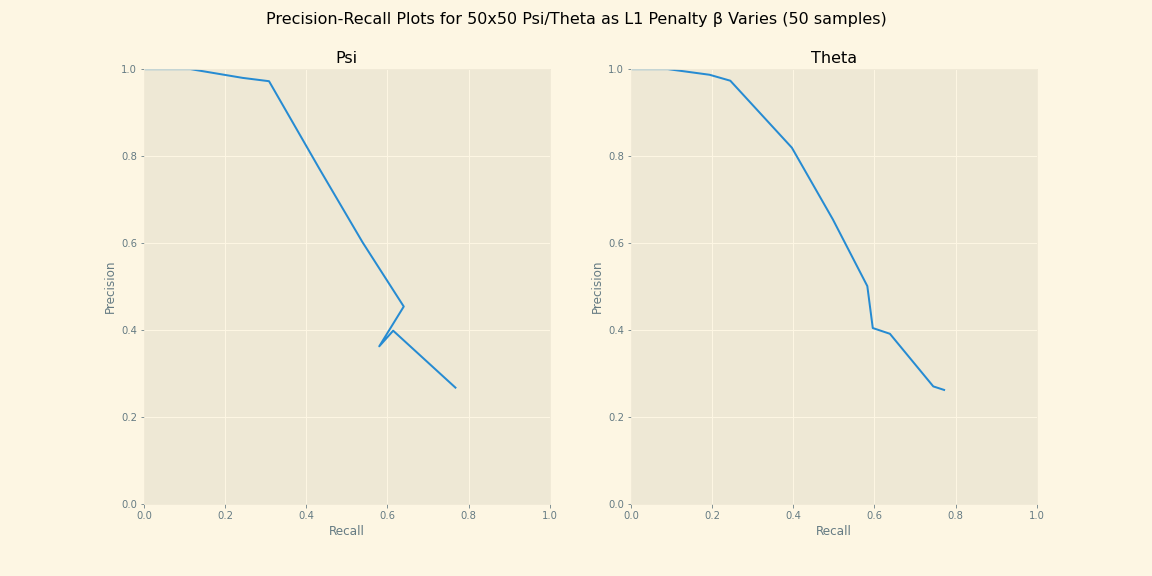 Precision-Recall Plots for 50x50 Psi/Theta as L1 Penalty β Varies (50 samples)
Psi
1.0
0.8
0.6
0.4
0.2
0.0
Precision
0.0 0.2 0.4 0.6 0.8 1.0
Recall
Theta
1.0
0.8
0.6
0.4
0.2
0.0
Precision
0.0 0.2 0.4 0.6 0.8 1.0
Recall